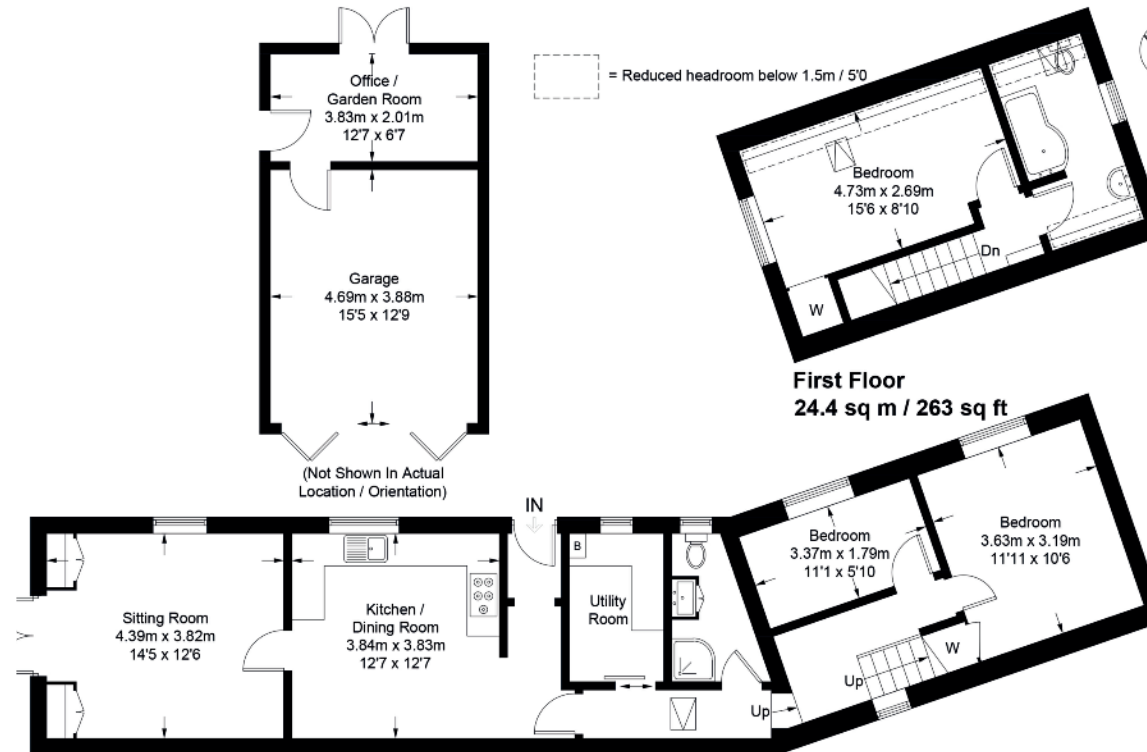 Office /
Garden Room
3.83m x 2.01m
12'7 x 6'7
= Reduced headroom below 1.5m / 5'0
Garage
4.69m x 3.88m
15'5 x 12'9
(Not Shown In Actual
Location / Orientation)
Bedroom
4.73m x 2.69m
15'6 x 8'10
Dn
W
First Floor
24.4 sq m / 263 sq ft
IN
B
Sitting Room
4.39m x 3.82m
14'5 x 12'6
Kitchen /
Dining Room
3.84m x 3.83m
12'7 x 12'7
Utility
Room
Bedroom
3.37m x 1.79m
11'1 x 5'10
Bedroom
3.63m x 3.19m
11'11 x 10'6
W
Up
Up